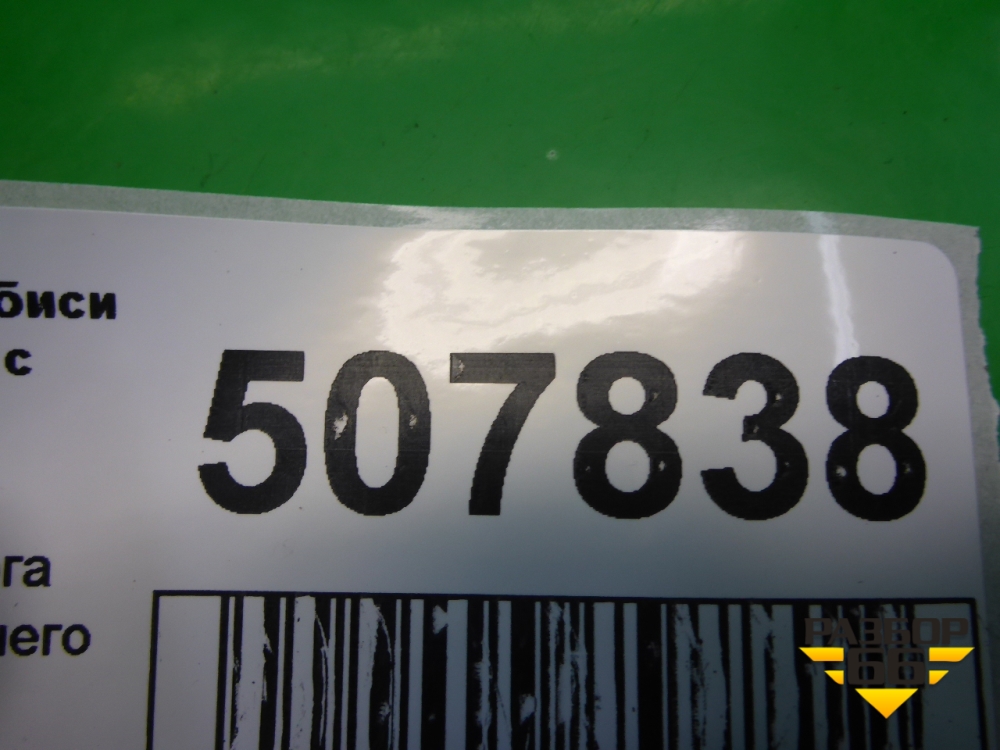 биси
с
507838
га
него
РАЗБОР
66